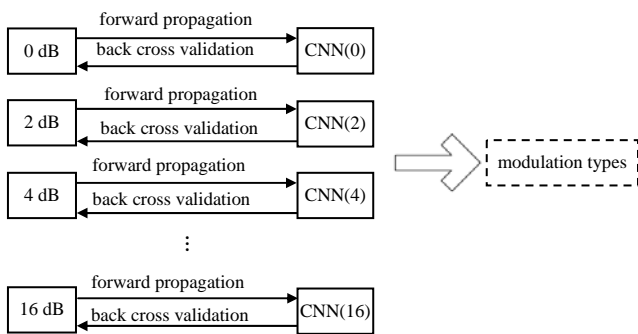 forward propagation
0 dB
back cross validation
CNN(0)
forward propagation
2 dB
back cross validation
CNN(2)
modulation types
forward propagation
4 dB
back cross validation
CNN(4)
...
forward propagation
16 dB
back cross validation
CNN(16)